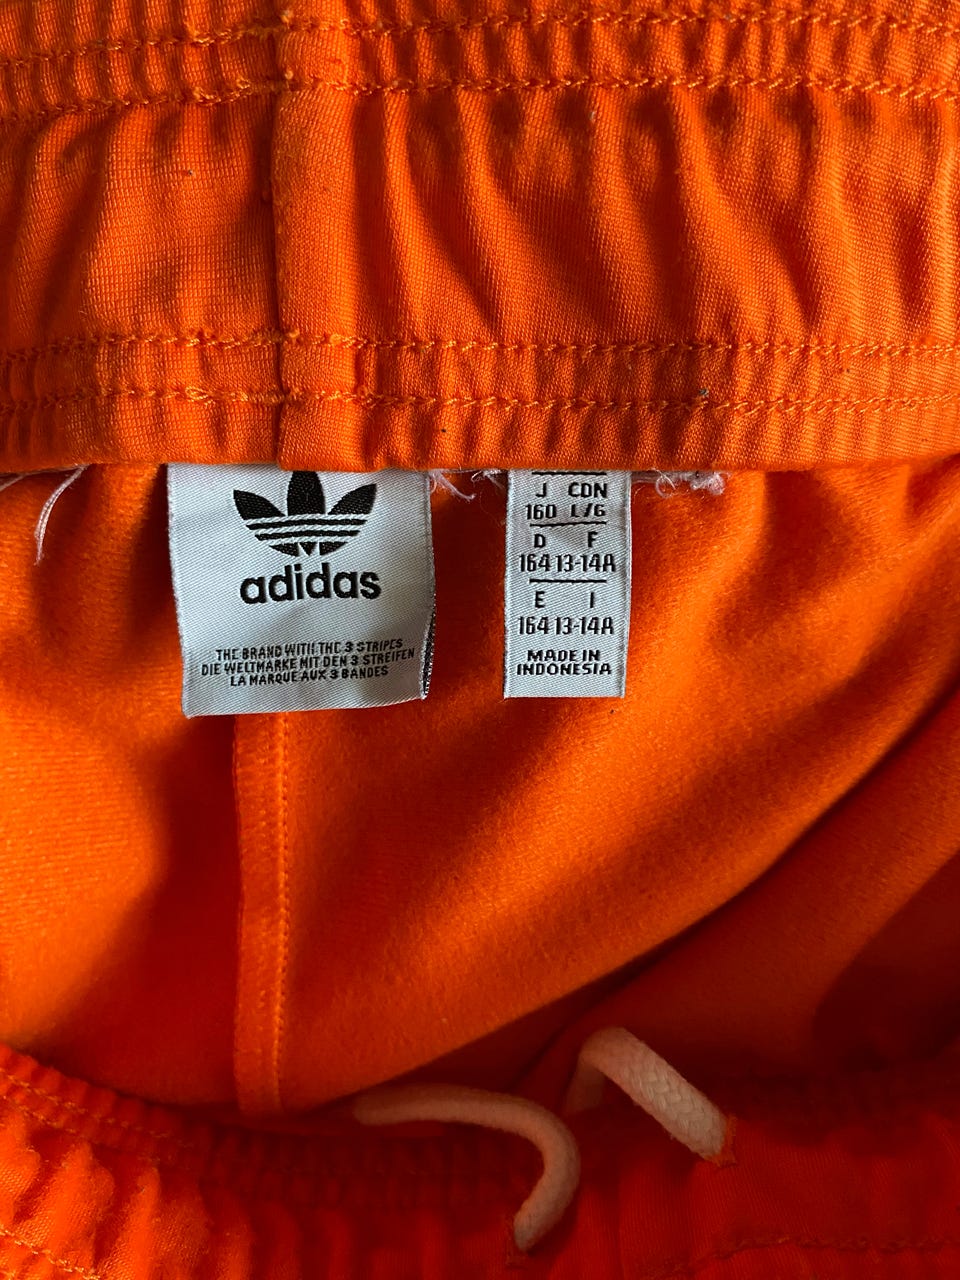 adidas
THE BRAND WITH THE 3 STRIPES
DIE WELTMARKE MIT DEN 3 STREIFEN
LA MARQUE AUX 3 BANDES
J CDN
160 L/G
D F
164 13-14A
E I
164 13-14A
MADE IN
INDONESIA